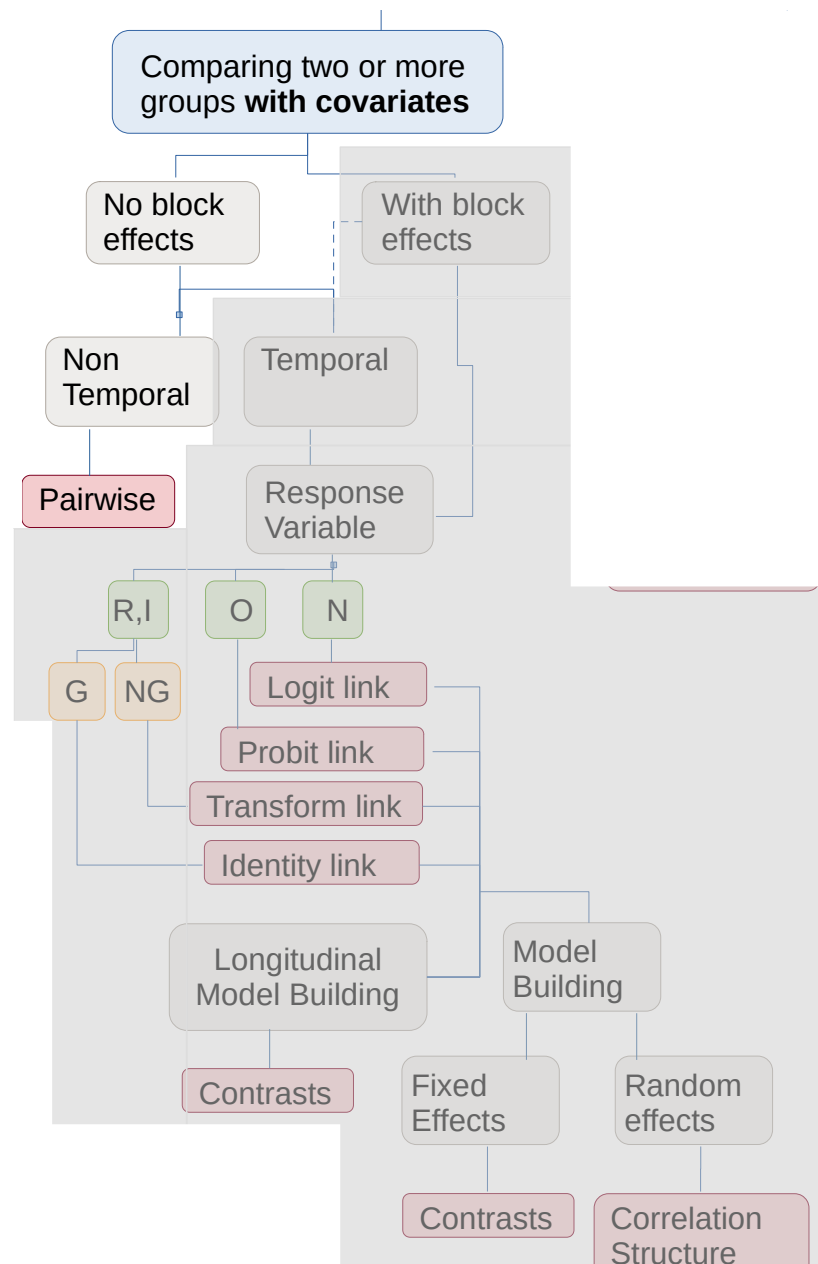 Comparing two or more
groups with covariates
No block
effects
With block
effects
Non
Temporal
Temporal
Pairwise
Response
Variable
R,I
O
N
G
NG
Logit link
Probit link
Transform link
Identity link
Longitudinal
Model Building
Model
Building
Contrasts
Fixed
Effects
Random
effects
Contrasts
Correlation
Structure